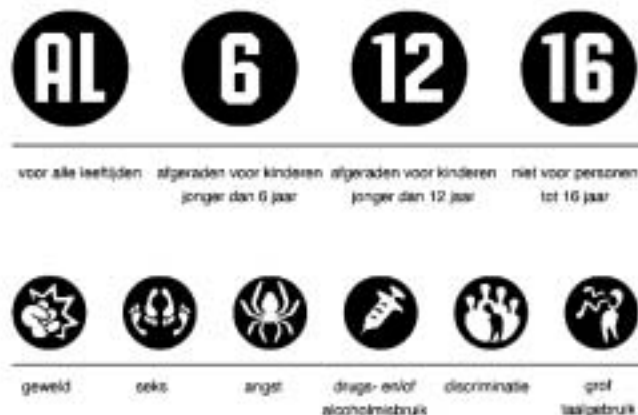 AL 6 12 16
voor alle leeftijden afgeraden voor kinderen afgeraden voor kinderen niet voor personen
jonger dan 6 jaar jonger dan 12 jaar tot 16 jaar
geweld seks angst drugs- en/of discriminatie grof
alcoholmisbruik taalgebruik